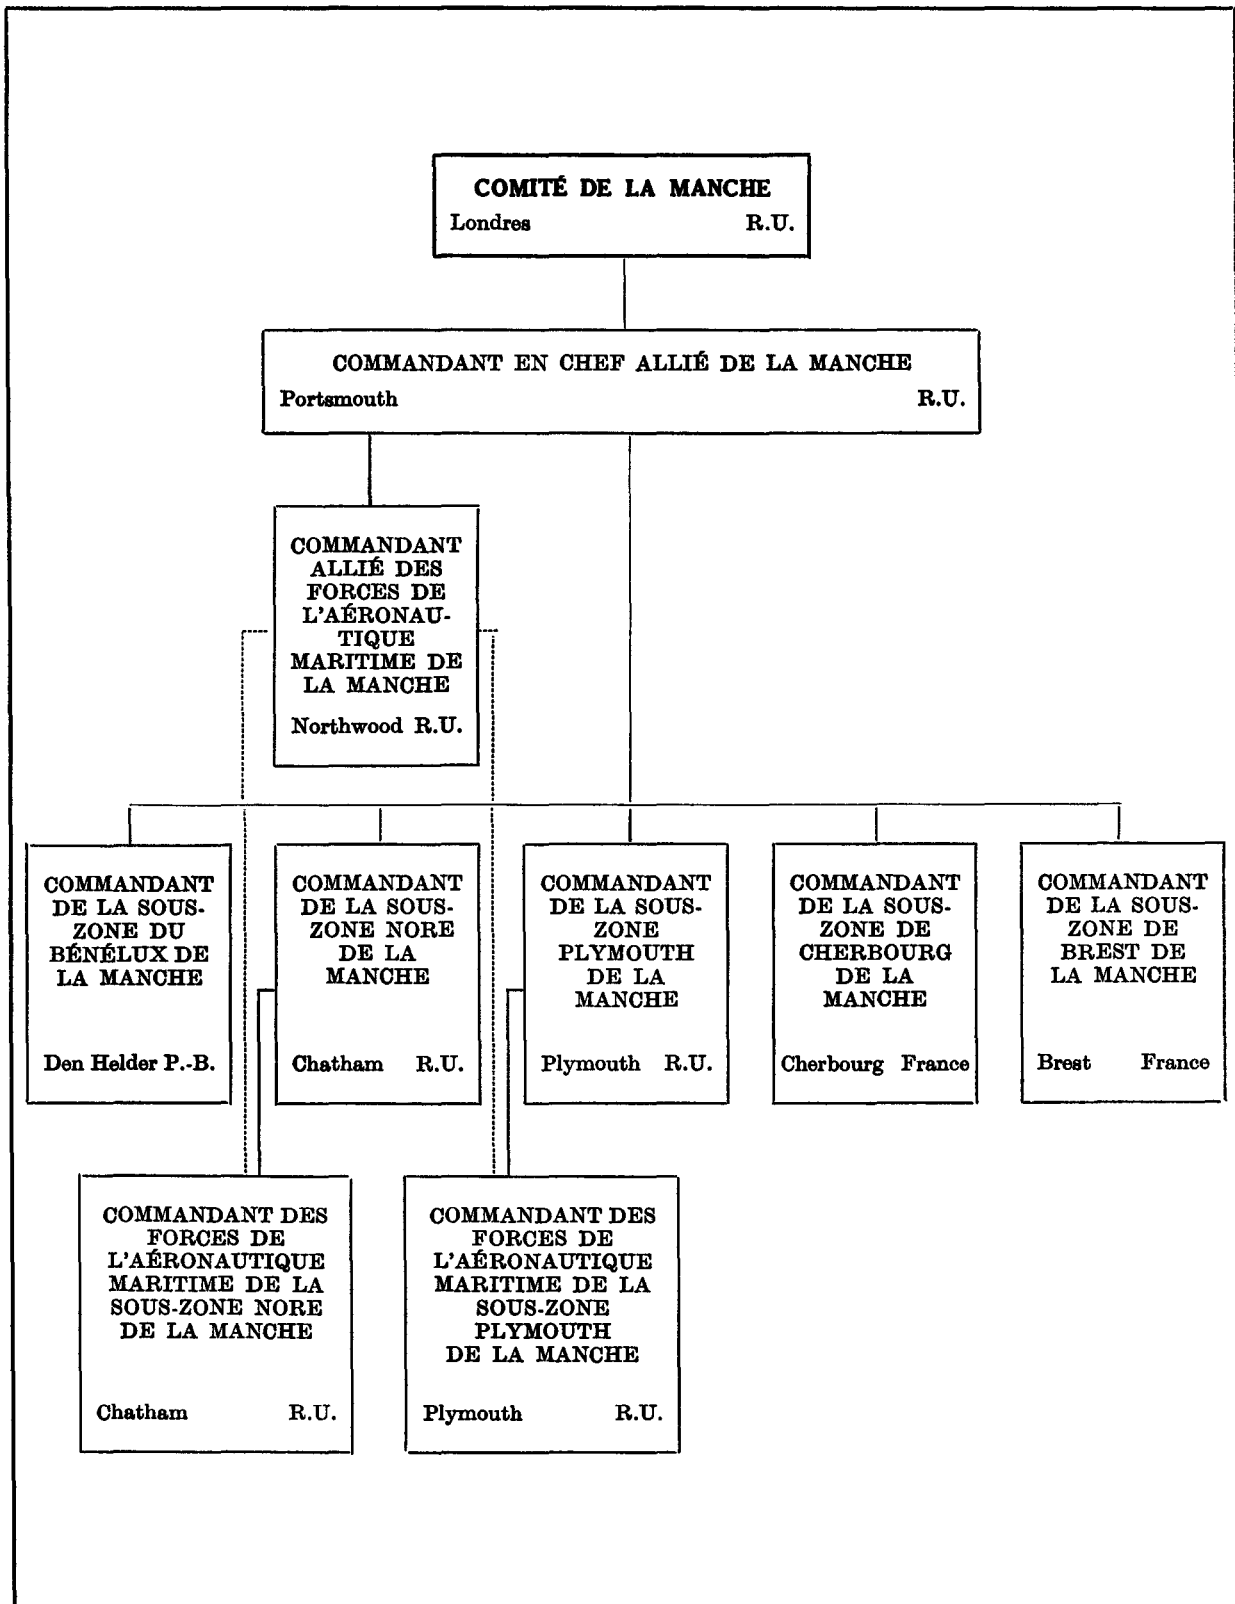 COMITÉ DE LA MANCHE
Londres R.U.
COMMANDANT EN CHEF ALLIÉ DE LA MANCHE
Portsmouth R.U.
COMMANDANT
ALLIÉ DES
FORCES DE
L'AÉRONAU-
TIQUE
MARITIME DE
LA MANCHE
Northwood R.U.
COMMANDANT
DE LA SOUS-
ZONE DU
BÉNÉLUX DE
LA MANCHE
Den Helder P.-B.
COMMANDANT
DE LA SOUS-
ZONE NORE
DE LA
MANCHE
Chatham R.U.
COMMANDANT
DE LA SOUS-
ZONE
PLYMOUTH
DE LA
MANCHE
Plymouth R.U.
COMMANDANT
DE LA SOUS-
ZONE DE
CHERBOURG
DE LA
MANCHE
Cherbourg France
COMMANDANT
DE LA SOUS-
ZONE DE
BREST DE
LA MANCHE
Brest France
COMMANDANT DES
FORCES DE
L'AÉRONAUTIQUE
MARITIME DE LA
SOUS-ZONE NORE
DE LA MANCHE
Chatham R.U.
COMMANDANT DES
FORCES DE
L'AÉRONAUTIQUE
MARITIME DE LA
SOUS-ZONE
PLYMOUTH
DE LA MANCHE
Plymouth R.U.